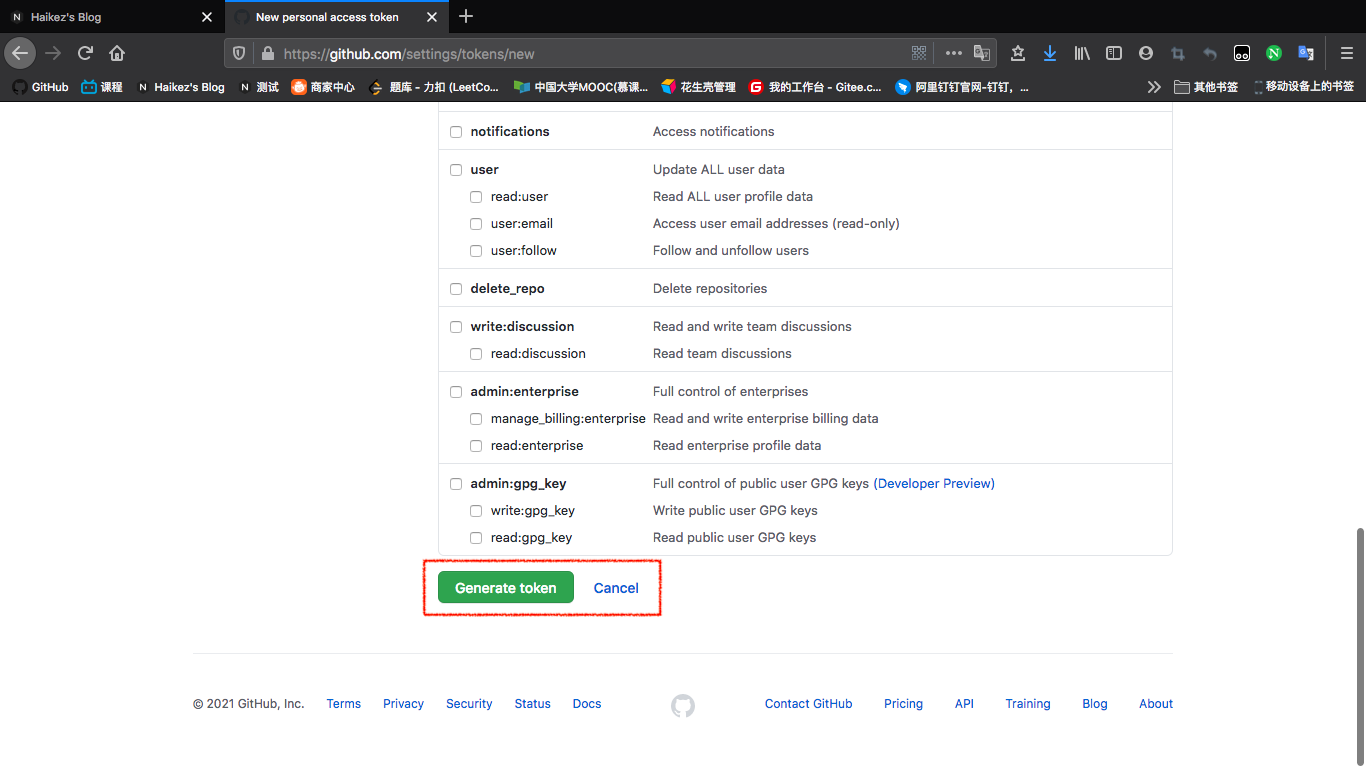 Haikez's Blog
New personal access token
https://github.com/settings/tokens/new
GitHub
课程
Haikez's Blog
测试
商家中心
题库 - 力扣 (LeetCo...
中国大学MOOC(慕课...
花生壳管理
我的工作台 - Gitee.c...
阿里钉钉官网-钉钉，...
其他书签
移动设备上的书签
notifications Access notifications
user Update ALL user data
read:user Read ALL user profile data
user:email Access user email addresses (read-only)
user:follow Follow and unfollow users
delete_repo Delete repositories
write:discussion Read and write team discussions
read:discussion Read team discussions
admin:enterprise Full control of enterprises
manage_billing:enterprise Read and write enterprise billing data
read:enterprise Read enterprise profile data
admin:gpg_key Full control of public user GPG keys (Developer Preview)
write:gpg_key Write public user GPG keys
read:gpg_key Read public user GPG keys
Generate token Cancel
© 2021 GitHub, Inc. Terms Privacy Security Status Docs Contact GitHub Pricing API Training Blog About